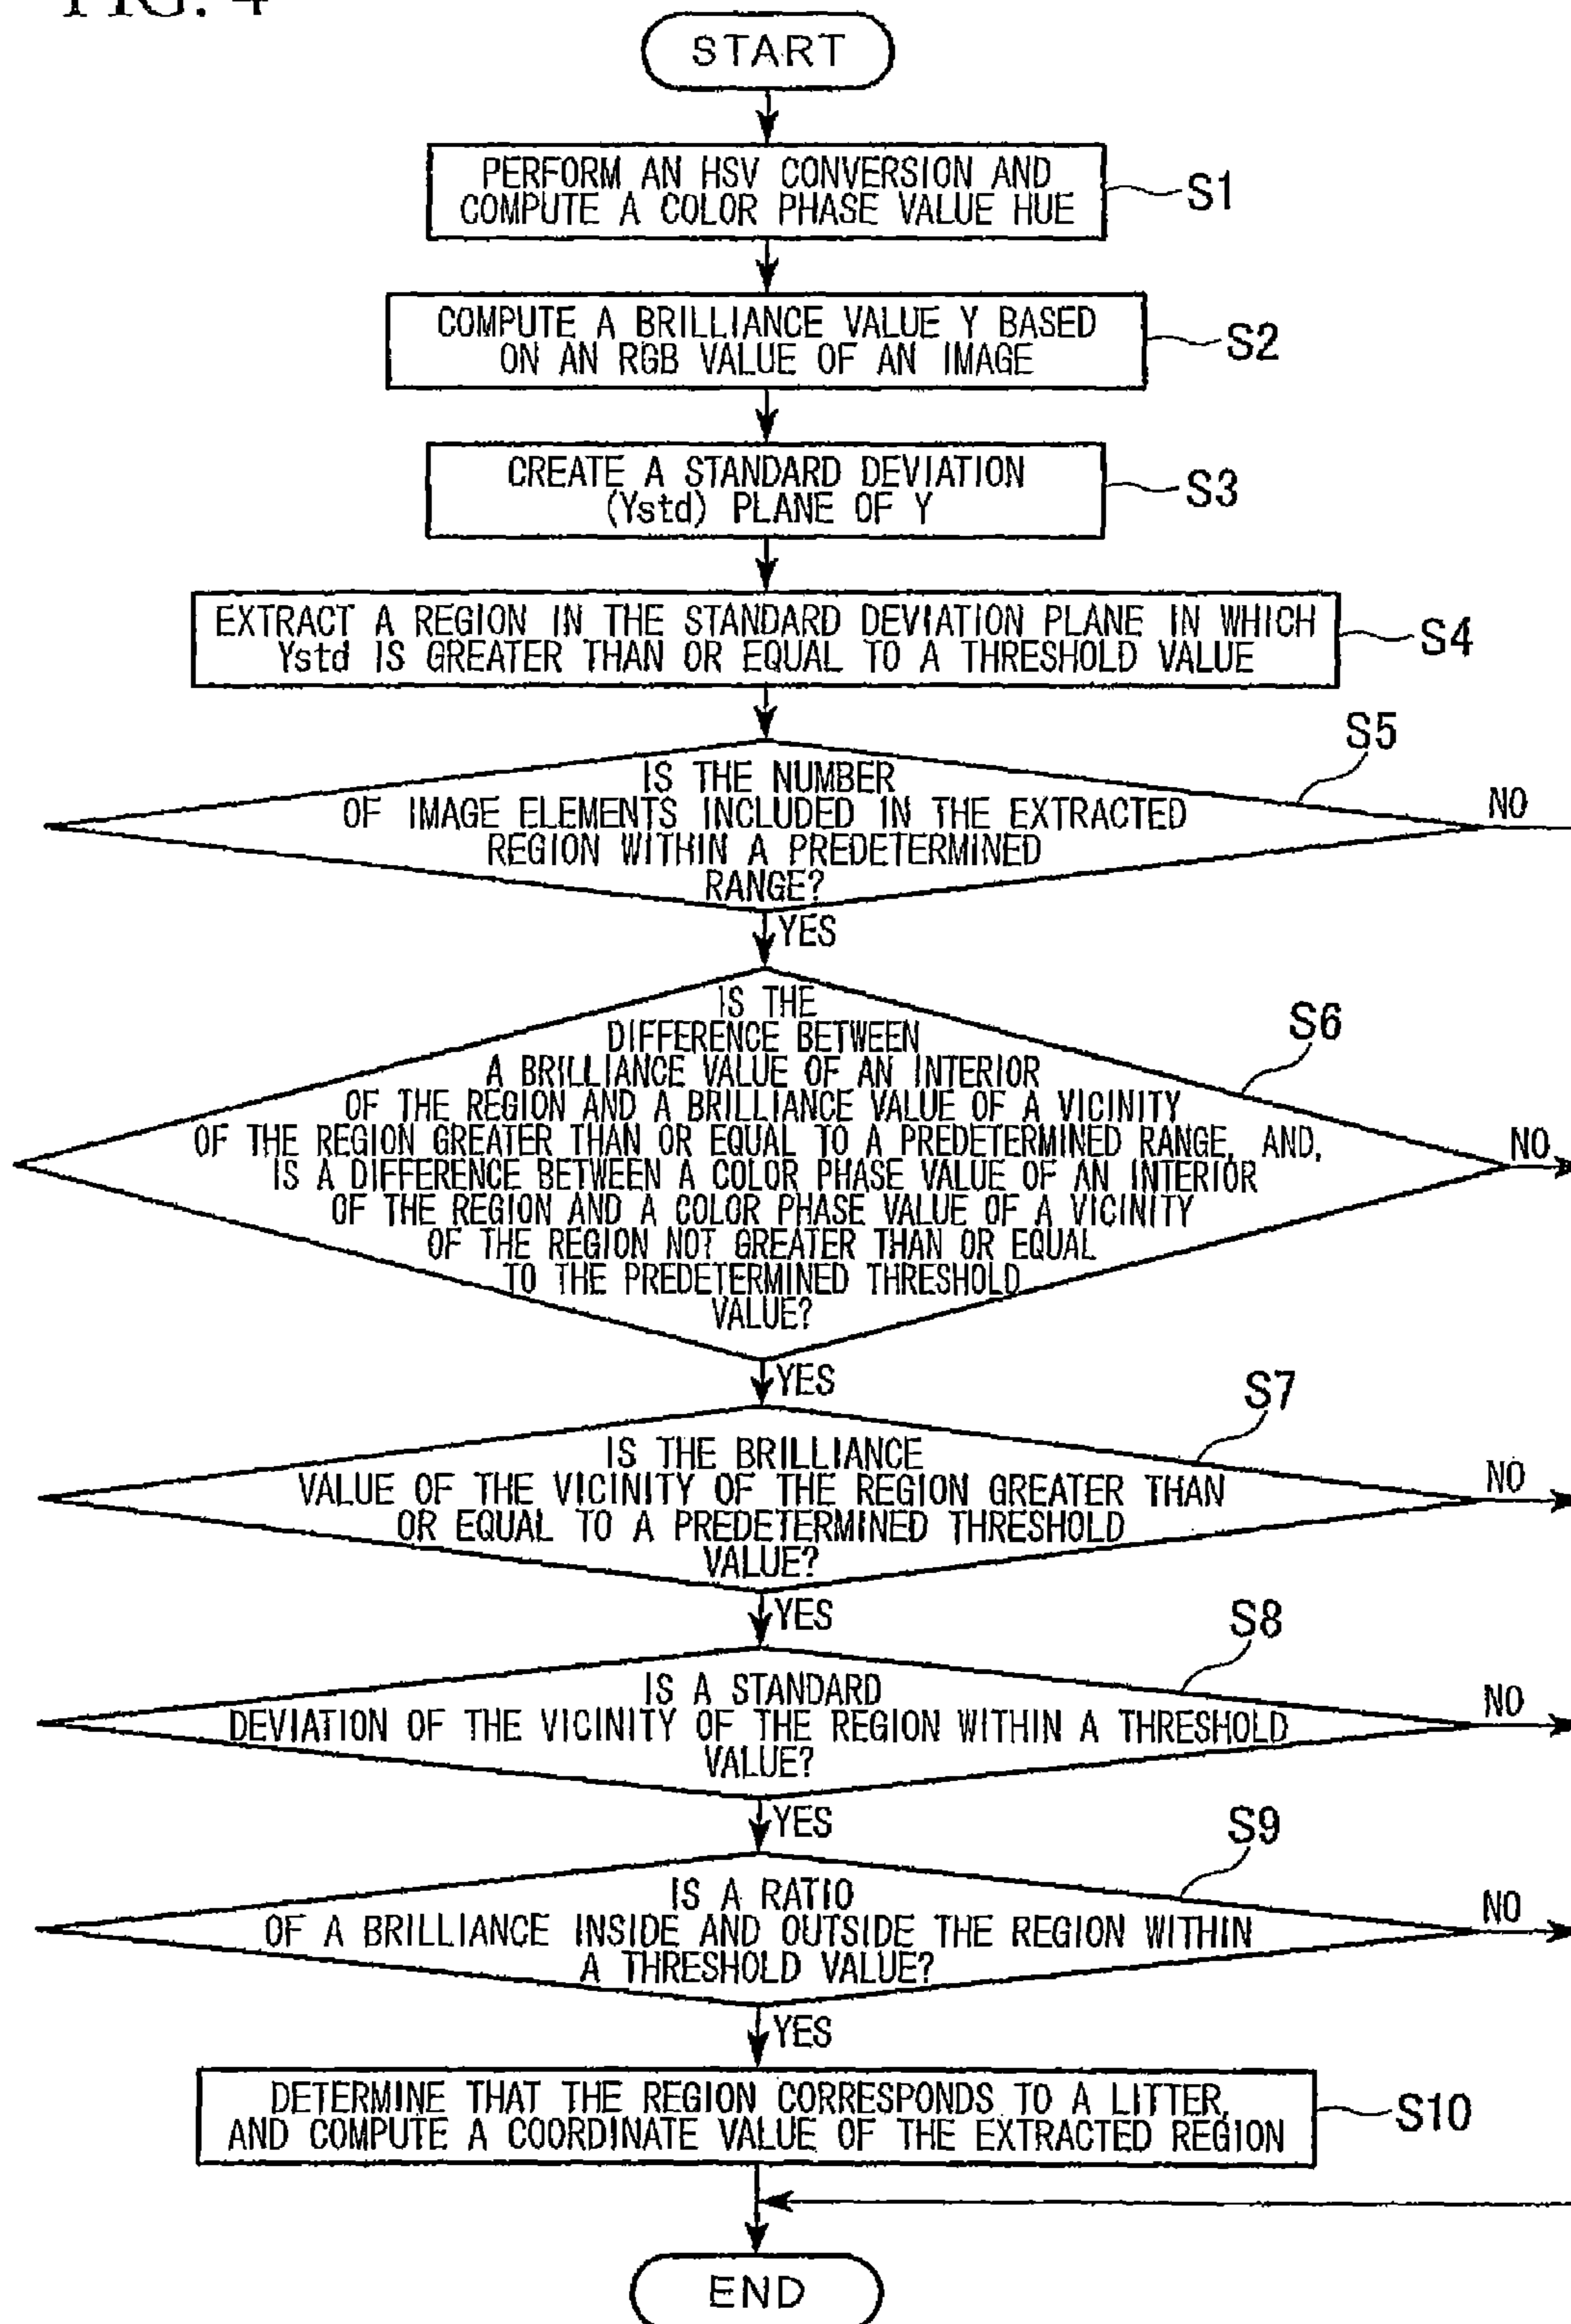 FIG. 4
START
PERFORM AN HSV CONVERSION AND
COMPUTE A COLOR PHASE VALUE HUE
S1
COMPUTE A BRILLIANCE VALUE Y BASED
ON AN RGB VALUE OF AN IMAGE
S2
CREATE A STANDARD DEVIATION
(Ystd) PLANE OF Y
S3
EXTRACT A REGION IN THE STANDARD DEVIATION PLANE IN WHICH
Ystd IS GREATER THAN OR EQUAL TO A THRESHOLD VALUE
S4
S5
IS THE NUMBER
OF IMAGE ELEMENTS INCLUDED IN THE EXTRACTED
REGION WITHIN A PREDETERMINED
RANGE?
NO
YES
S6
IS THE
DIFFERENCE BETWEEN
A BRILLIANCE VALUE OF AN INTERIOR
OF THE REGION AND A BRILLIANCE VALUE OF A VICINITY
OF THE REGION GREATER THAN OR EQUAL TO A PREDETERMINED RANGE, AND,
IS A DIFFERENCE BETWEEN A COLOR PHASE VALUE OF AN INTERIOR
OF THE REGION AND A COLOR PHASE VALUE OF A VICINITY
OF THE REGION NOT GREATER THAN OR EQUAL
TO THE PREDETERMINED THRESHOLD
VALUE?
NO
YES
S7
IS THE BRILLIANCE
VALUE OF THE VICINITY OF THE REGION GREATER THAN
OR EQUAL TO A PREDETERMINED THRESHOLD
VALUE?
NO
YES
S8
IS A STANDARD
DEVIATION OF THE VICINITY OF THE REGION WITHIN A THRESHOLD
VALUE?
NO
YES
S9
IS A RATIO
OF A BRILLIANCE INSIDE AND OUTSIDE THE REGION WITHIN
A THRESHOLD VALUE?
NO
YES
DETERMINE THAT THE REGION CORRESPONDS TO A LITTER,
AND COMPUTE A COORDINATE VALUE OF THE EXTRACTED REGION
S10
END